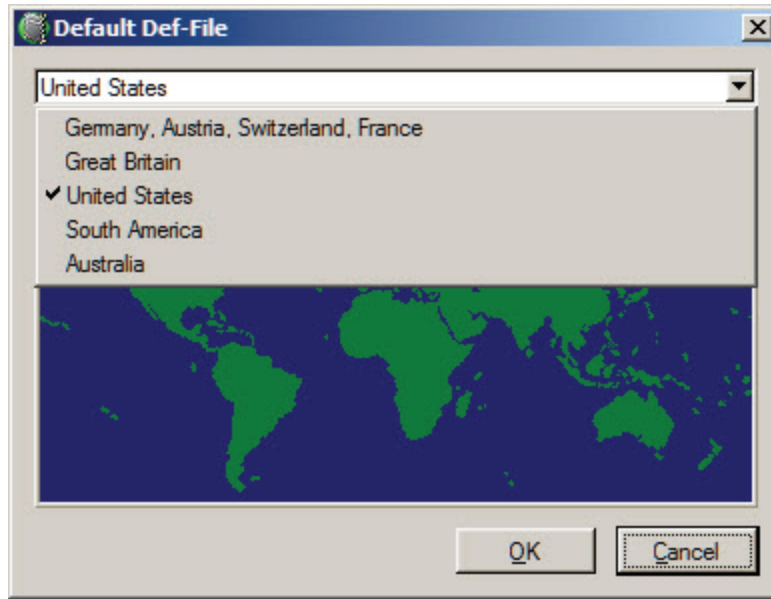 Default Def-File
United States
Germany, Austria, Switzerland, France
Great Britain
United States
South America
Australia
OK
Cancel